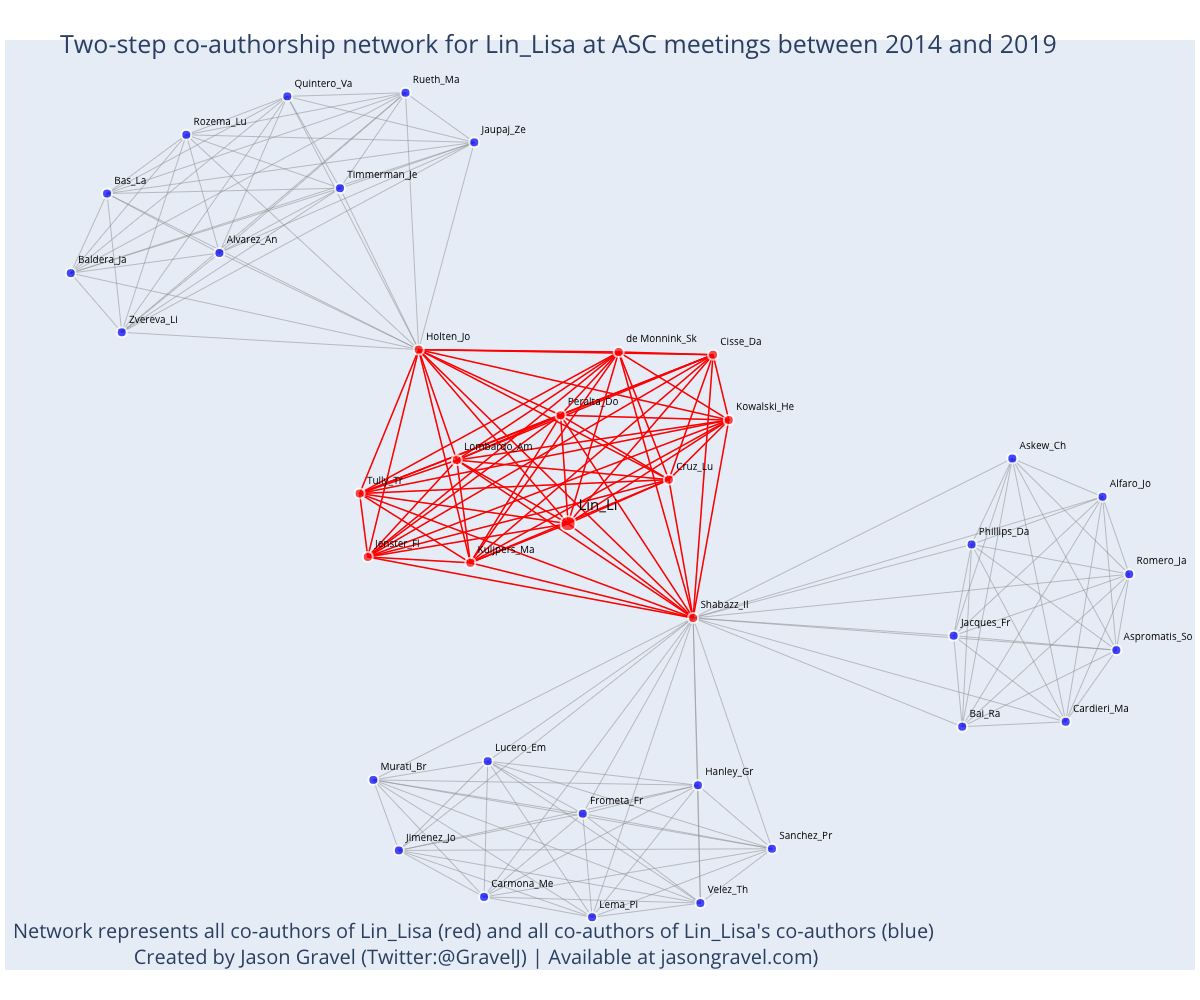 Two-step co-authorship network for Lin_Lisa at ASC meetings between 2014 and 2019
Rueth_Ma
Quintero_Va
Rozema_Lu
Jaupaj_Ze
Timmerman_Je
Bas_La
Alvarez_An
Baldera_Ja
Zvereva_Li
Holten_Jo
de Monnink_Sk
Cisse_Da
Peralta_Do
Kowalski_He
Lombardo_Am
Askew_Ch
Cruz_Lu
Tully_Tr
Alfaro_Jo
Lin_Li
Phillips_Da
Jonster_Fi
Kuijpers_Ma
Romero_Ja
Shabazz_Il
Jacques_Fr
Aspromatis_So
Cardieri_Ma
Bai_Ra
Lucero_Em
Murati_Br
Hanley_Gr
Frometa_Fr
Jimenez_Jo
Sanchez_Pr
Carmona_Me
Velez_Th
Lema_Pi
Network represents all co-authors of Lin_Lisa (red) and all co-authors of Lin_Lisa's co-authors (blue)
Created by Jason Gravel (Twitter:@GravelJ) | Available at jasongravel.com)